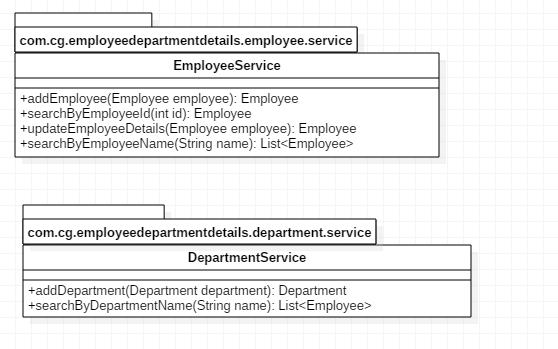 com.cg.employeedepartmentdetails.employee.service
EmployeeService
+addEmployee(Employee employee): Employee
+searchByEmployeeId(int id): Employee
+updateEmployeeDetails(Employee employee): Employee
+searchByEmployeeName(String name): List<Employee>
com.cg.employeedepartmentdetails.department.service
DepartmentService
+addDepartment(Department department): Department
+searchByDepartmentName(String name): List<Employee>